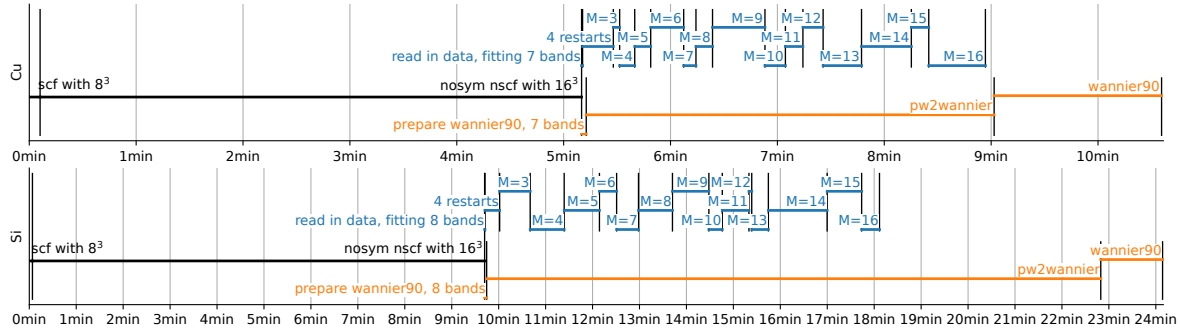 M=3 M=6 M=9 M=12 M=15
4 restarts M=5 M=8 M=11 M=14
read in data, fitting 7 bands M=4 M=7 M=10 M=13 M=16
Cu
scf with 8³ nosym nscf with 16³ wannier90
pw2wannier
prepare wannier90, 7 bands
0min 1min 2min 3min 4min 5min 6min 7min 8min 9min 10min
M=3 M=6 M=9 M=12 M=15
4 restarts M=5 M=8 M=11 M=14
read in data, fitting 8 bands M=4 M=7 M=10 M=13 M=16
Si
scf with 8³ nosym nscf with 16³ wannier90
pw2wannier
prepare wannier90, 8 bands
0min 1min 2min 3min 4min 5min 6min 7min 8min 9min 10min 11min 12min 13min 14min 15min 16min 17min 18min 19min 20min 21min 22min 23min 24min